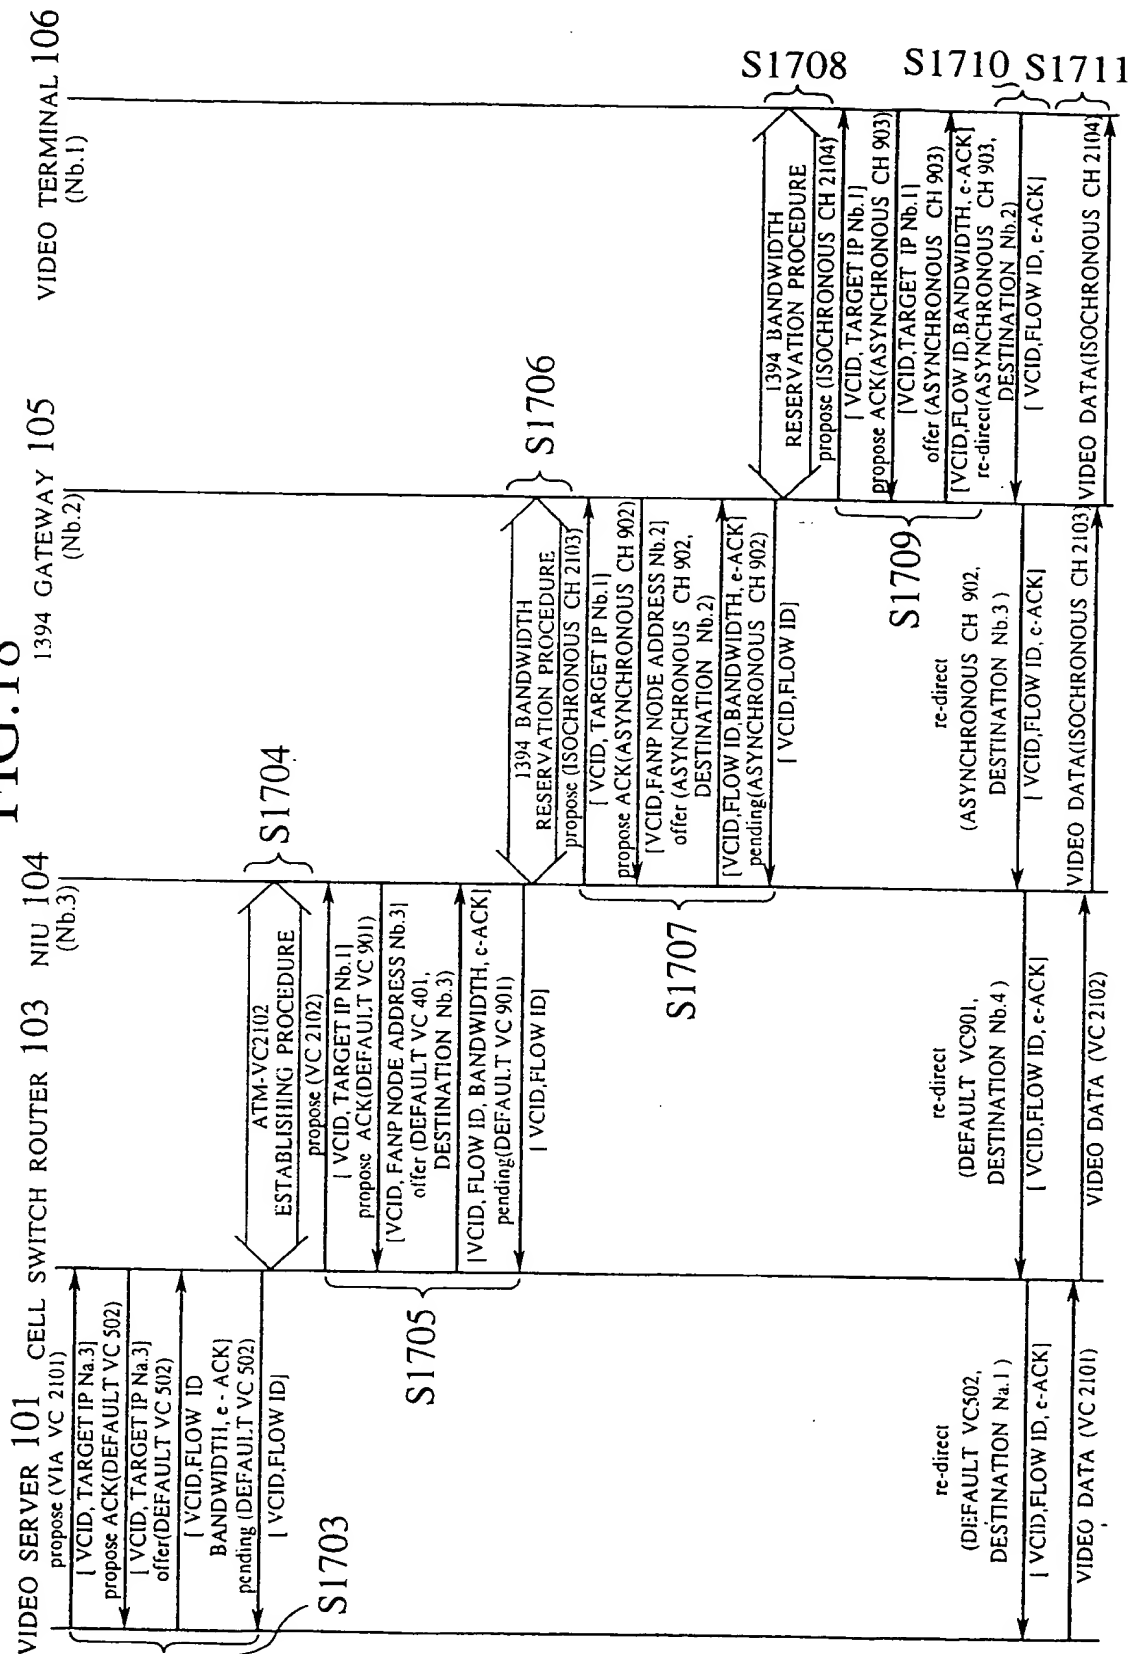 FIG.18
VIDEO SERVER 101
CELL SWITCH ROUTER 103
NIU 104
(Nb.3)
1394 GATEWAY 105
(Nb.2)
VIDEO TERMINAL 106
(Nb.1)
propose (VIA VC 2101)
[ VCID, TARGET IP Na.3]
propose ACK(DEFAULT VC 502)
[ VCID, TARGET IP Na.3]
offer(DEFAULT VC 502)
[ VCID,FLOW ID
BANDWIDTH, e - ACK]
pending (DEFAULT VC 502)
[ VCID,FLOW ID]
S1703
ATM-VC2102
ESTABLISHING PROCEDURE
S1704
propose (VC 2102)
[ VCID, TARGET IP Nb.1]
propose ACK(DEFAULT VC 901)
[VCID, FANP NODE ADDRESS Nb.3]
offer (DEFAULT VC 401,
DESTINATION Nb.3)
[VCID, FLOW ID, BANDWIDTH, e-ACK]
pending(DEFAULT VC 901)
[ VCID,FLOW ID]
S1705
1394 BANDWIDTH
RESERVATION PROCEDURE
S1706
propose (ISOCHRONOUS CH 2103)
[ VCID, TARGET IP Nb.1]
propose ACK(ASYNCHRONOUS CH 902)
[VCID,FANP NODE ADDRESS Nb.2]
offer (ASYNCHRONOUS CH 902,
DESTINATION Nb.2)
[VCID,FLOW ID,BANDWIDTH, e-ACK]
pending(ASYNCHRONOUS CH 902)
[ VCID,FLOW ID]
S1707
1394 BANDWIDTH
RESERVATION PROCEDURE
S1708
propose (ISOCHRONOUS CH 2104)
[ VCID, TARGET IP Nb.1]
propose ACK(ASYNCHRONOUS CH 903)
[VCID,TARGET IP Nb.1]
offer (ASYNCHRONOUS CH 903)
[VCID,FLOW ID,BANDWIDTH, e-ACK]
S1709
re-direct(ASYNCHRONOUS CH 903,
DESTINATION Nb.2)
[ VCID,FLOW ID, e-ACK]
S1710
re-direct
(ASYNCHRONOUS CH 902,
DESTINATION Nb.3 )
[ VCID,FLOW ID, e-ACK]
re-direct
(DEFAULT VC901,
DESTINATION Nb.4 )
[ VCID,FLOW ID, e-ACK]
re-direct
(DEFAULT VC502,
DESTINATION Na.1 )
[ VCID,FLOW ID, e-ACK]
VIDEO DATA (VC 2101)
VIDEO DATA (VC 2102)
VIDEO DATA(ISOCHRONOUS CH 2103)
VIDEO DATA(ISOCHRONOUS CH 2104)
S1711